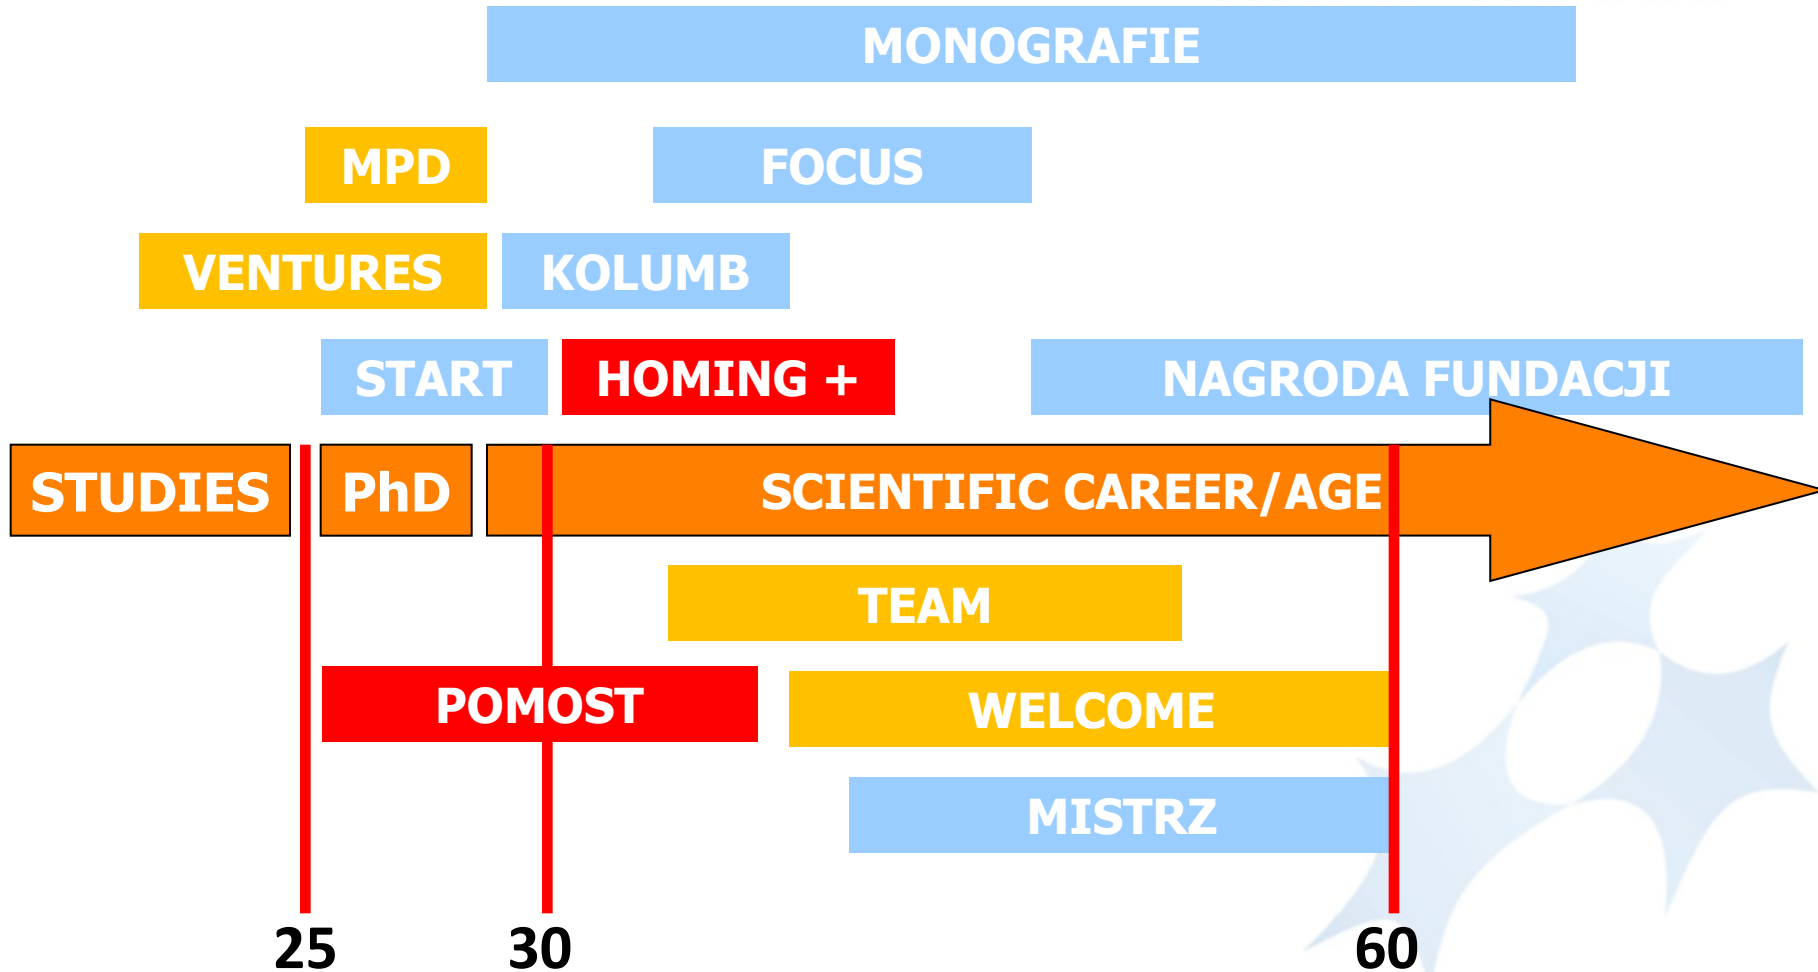 MONOGRAFIE
MPD
FOCUS
VENTURES
KOLUMB
START
HOMING +
NAGRODA FUNDACJI
STUDIES
PhD
SCIENTIFIC CAREER/AGE
TEAM
POMOST
WELCOME
MISTRZ
25
30
60